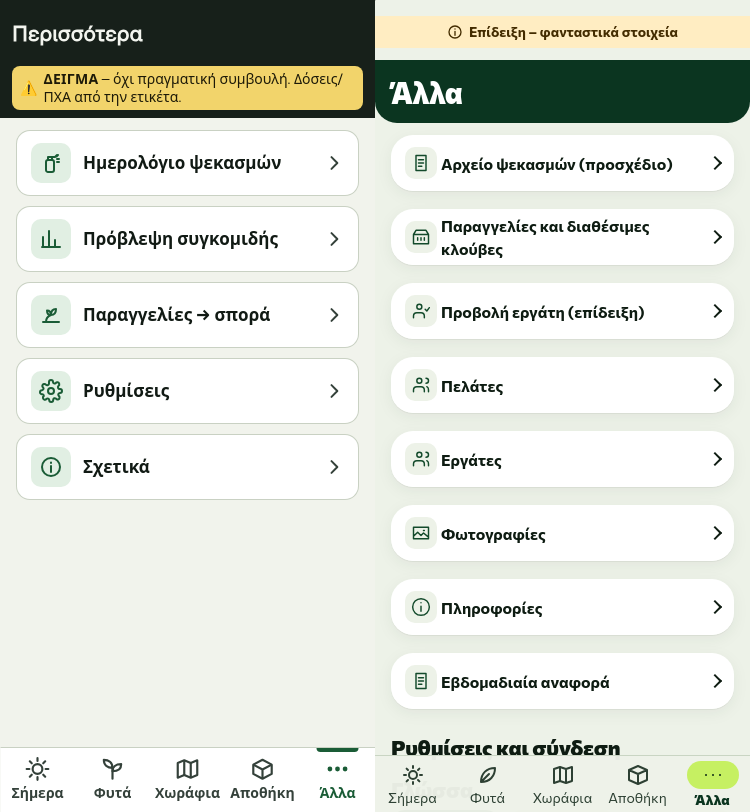 Περισσότερα
ΔΕΙΓΜΑ – όχι πραγματική συμβουλή. Δόσεις/
ΠΧΑ από την ετικέτα.
Ημερολόγιο ψεκασμών
Πρόβλεψη συγκομιδής
Παραγγελίες → σπορά
Ρυθμίσεις
Σχετικά
Σήμερα
Φυτά
Χωράφια
Αποθήκη
Άλλα
Επίδειξη – φανταστικά στοιχεία
Άλλα
Αρχείο ψεκασμών (προσχέδιο)
Παραγγελίες και διαθέσιμες
κλούβες
Προβολή εργάτη (επίδειξη)
Πελάτες
Εργάτες
Φωτογραφίες
Πληροφορίες
Εβδομαδιαία αναφορά
Ρυθμίσεις και σύνδεση
Γλώσσα
Σήμερα
Φυτά
Χωράφια
Αποθήκη
Άλλα